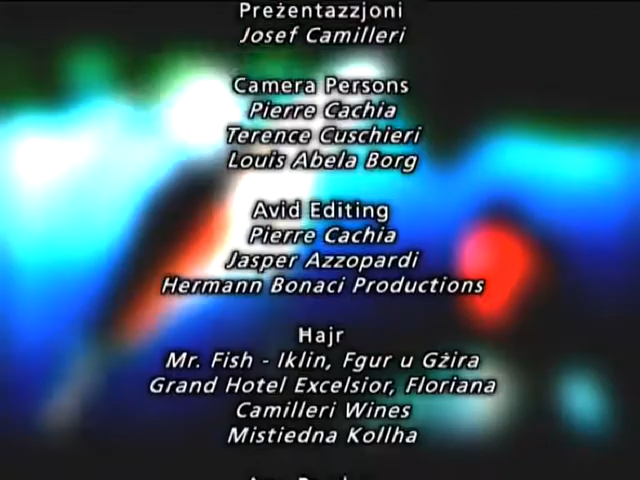 Preżentazzjoni
Josef Camilleri
Camera Persons
Pierre Cachia
Terence Cuschieri
Louis Abela Borg
Avid Editing
Pierre Cachia
Jasper Azzopardi
Hermann Bonaci Productions
Ħajr
Mr. Fish - Iklin, Fgur u Gżira
Grand Hotel Excelsior, Floriana
Camilleri Wines
Mistiedna Kollha